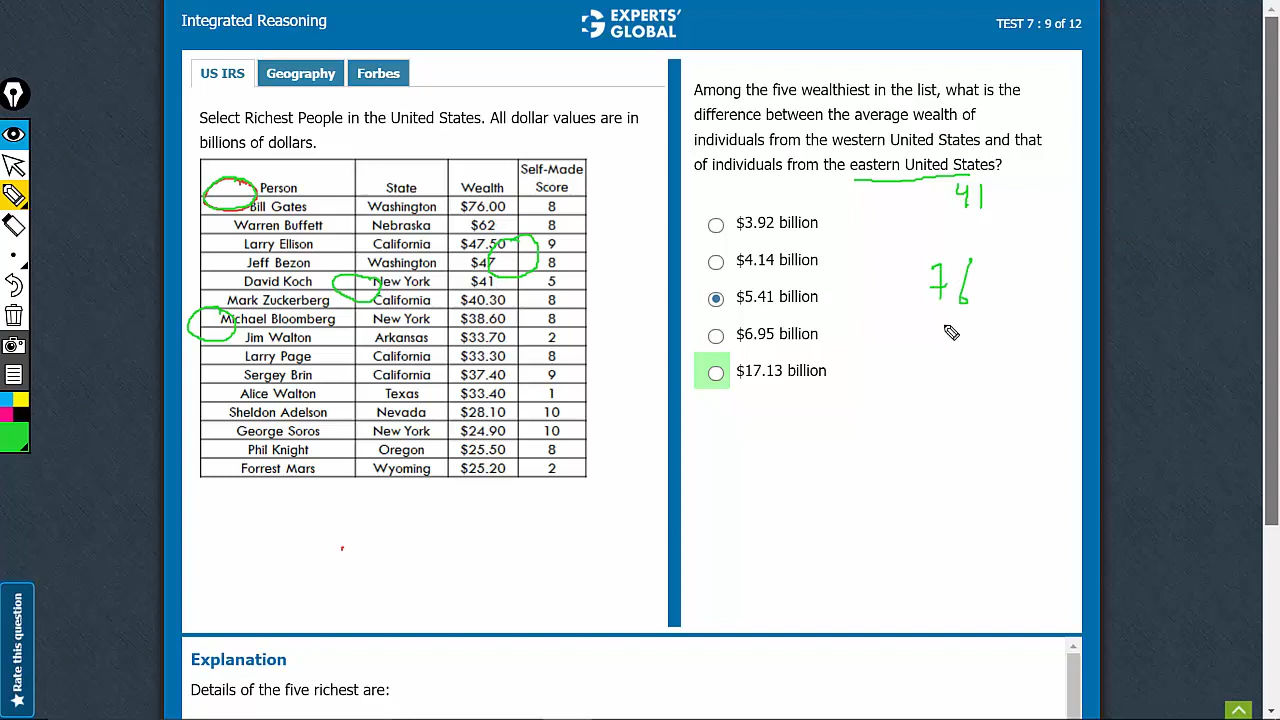 Integrated Reasoning
EXPERTS'
GLOBAL
TEST 7 : 9 of 12
US IRS
Geography
Forbes
Select Richest People in the United States. All dollar values are in
billions of dollars.
Person State Wealth Self-Made Score
Bill Gates Washington $76.00 8
Warren Buffett Nebraska $62 8
Larry Ellison California $47.50 9
Jeff Bezon Washington $47 8
David Koch New York $41 5
Mark Zuckerberg California $40.30 8
Michael Bloomberg New York $38.60 8
Jim Walton Arkansas $33.70 2
Larry Page California $33.30 8
Sergey Brin California $37.40 9
Alice Walton Texas $33.40 1
Sheldon Adelson Nevada $28.10 10
George Soros New York $24.90 10
Phil Knight Oregon $25.50 8
Forrest Mars Wyoming $25.20 2
Among the five wealthiest in the list, what is the
difference between the average wealth of
individuals from the western United States and that
of individuals from the eastern United States?
41
$3.92 billion
$4.14 billion
$5.41 billion
$6.95 billion
$17.13 billion
76
Explanation
Details of the five richest are:
Rate this question